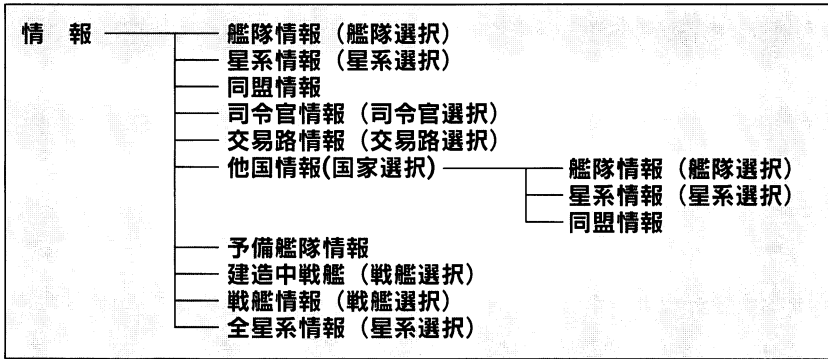 情 報 艦隊情報（艦隊選択）
星系情報（星系選択）
同盟情報
司令官情報（司令官選択）
交易路情報（交易路選択）
他国情報(国家選択) 艦隊情報（艦隊選択）
星系情報（星系選択）
同盟情報
予備艦隊情報
建造中戦艦（戦艦選択）
戦艦情報（戦艦選択）
全星系情報（星系選択）